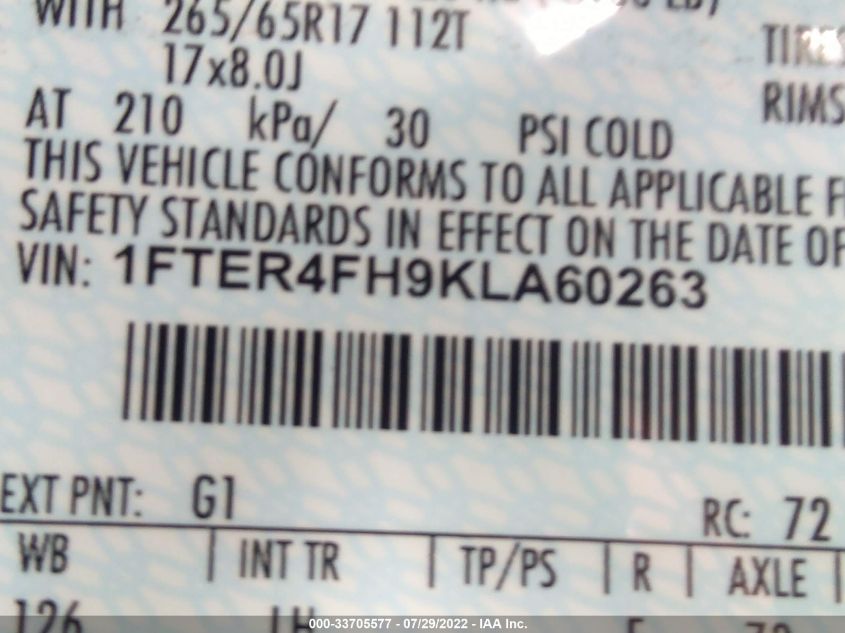 WITH 265/65R17 112T
TIRES
17x8.0J
RIMS
AT 210 kPa/ 30 PSI COLD
THIS VEHICLE CONFORMS TO ALL APPLICABLE
SAFETY STANDARDS IN EFFECT ON THE DATE OF
VIN: 1FTER4FH9KLA60263
EXT PNT: G1 RC: 72
WB INT TR TP/PS R AXLE
126 LH
000-33705577 - 07/29/2022 - IAA Inc.